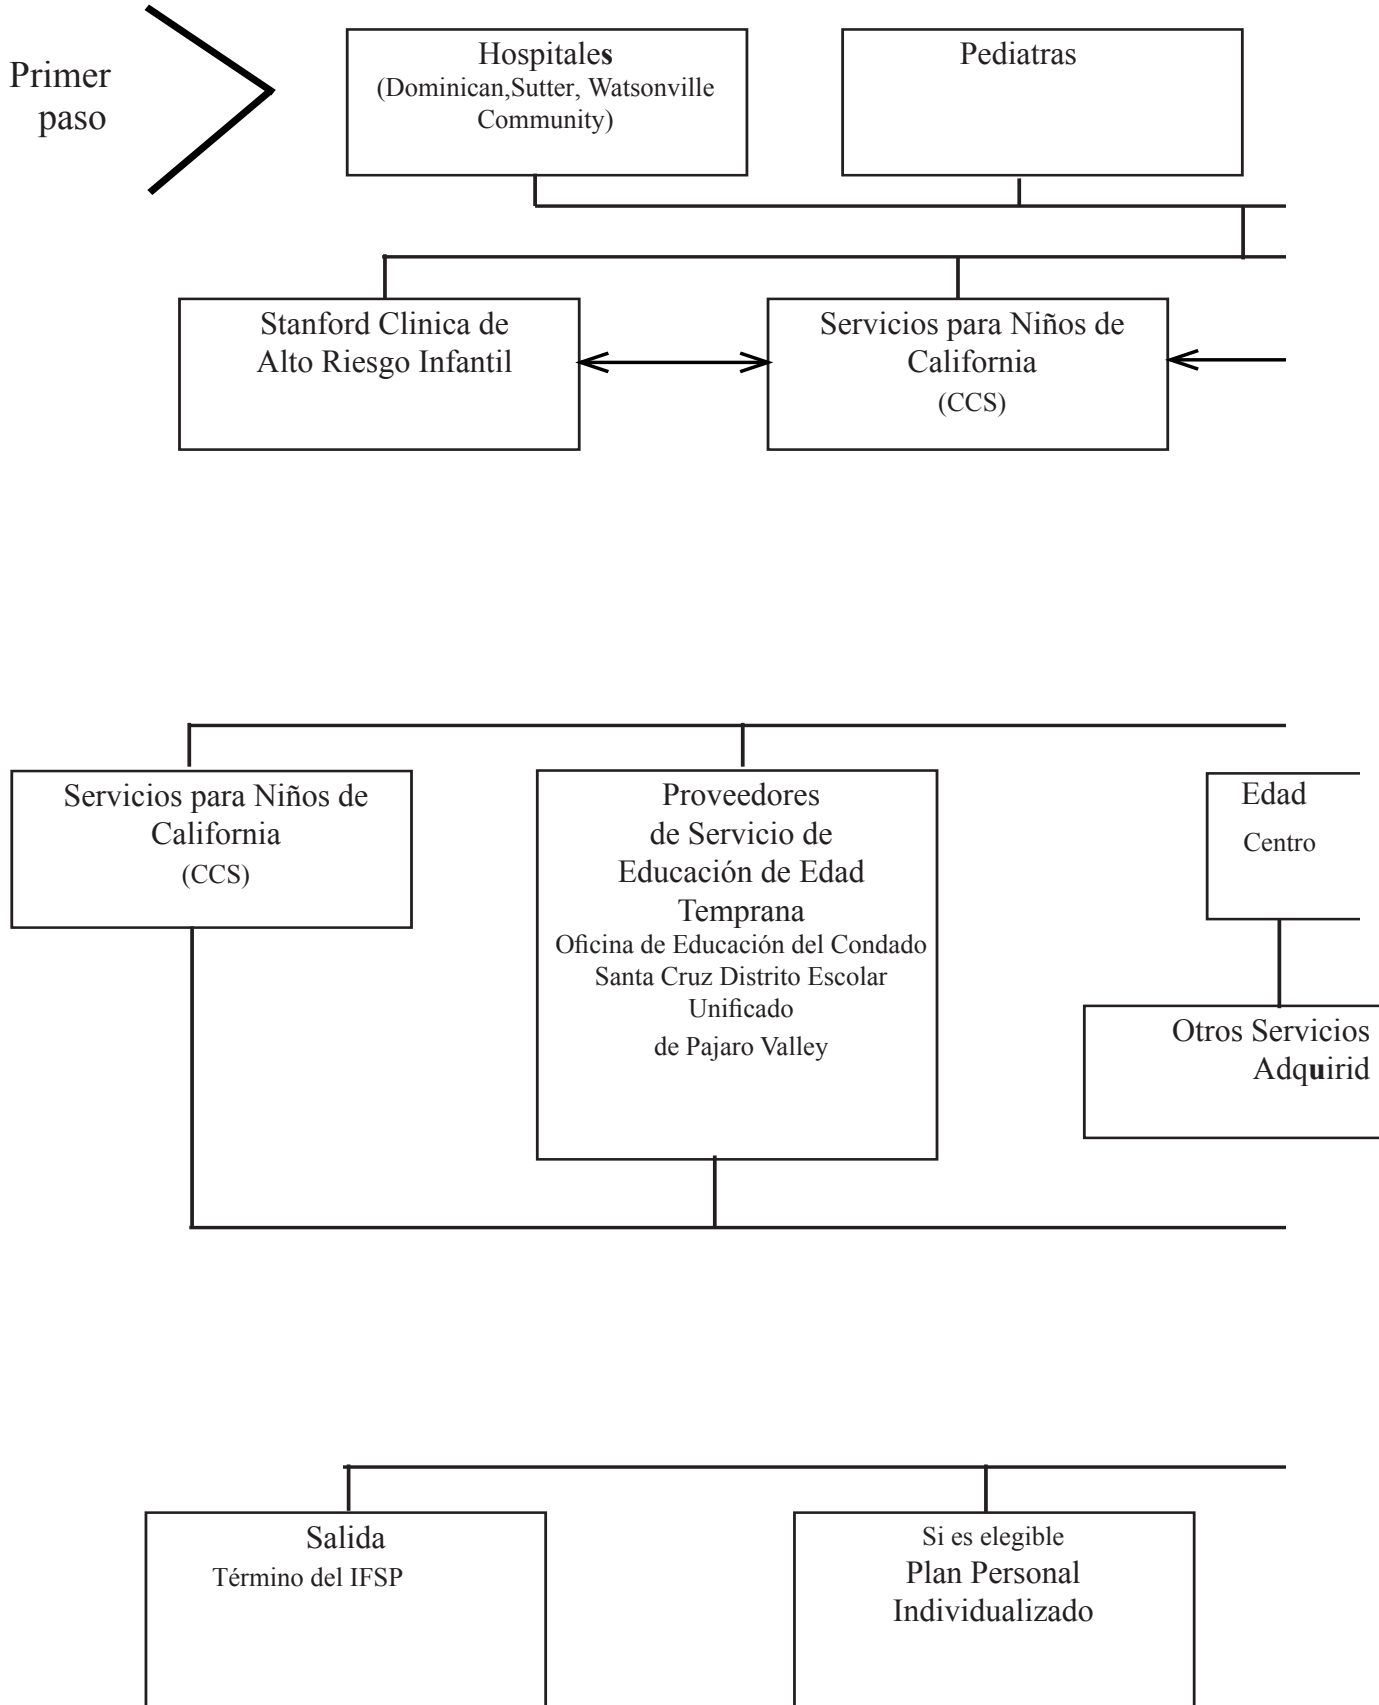 Primer
paso
Hospitales
(Dominican,Sutter, Watsonville
Community)
Pediatras
Stanford Clinica de
Alto Riesgo Infantil
Servicios para Niños de
California
(CCS)
Servicios para Niños de
California
(CCS)
Proveedores
de Servicio de
Educación de Edad
Temprana
Oficina de Educación del Condado
Santa Cruz Distrito Escolar
Unificado
de Pajaro Valley
Edad
Centro
Otros Servicios
Adquirid
Salida
Término del IFSP
Si es elegible
Plan Personal
Individualizado